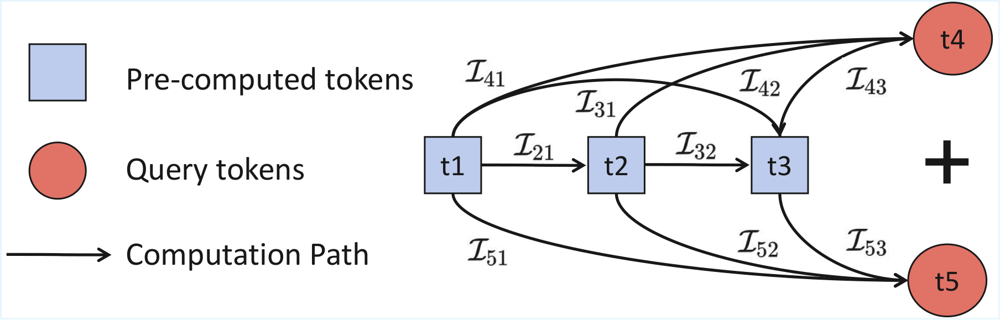 Pre-computed tokens
Query tokens
Computation Path
t4
ℐ41
ℐ42
ℐ43
ℐ31
ℐ21
ℐ32
t1
t2
t3
+
ℐ51
ℐ52
ℐ53
t5